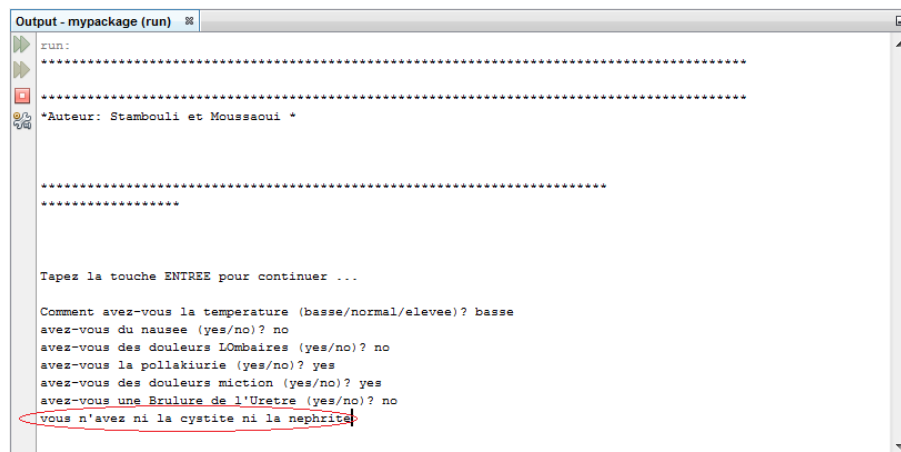 Output - mypackage (run)
run:
*******************************************************************************************
*******************************************************************************************
*Auteur: Stambouli et Moussaoui *
*************************************************************************
******************
Tapez la touche ENTREE pour continuer ...
Comment avez-vous la temperature (basse/normal/elevee)? basse
avez-vous du nausee (yes/no)? no
avez-vous des douleurs LOmbaires (yes/no)? no
avez-vous la pollakiurie (yes/no)? yes
avez-vous des douleurs miction (yes/no)? yes
avez-vous une Brulure de l'Uretre (yes/no)? no
vous n'avez ni la cystite ni la nephrite